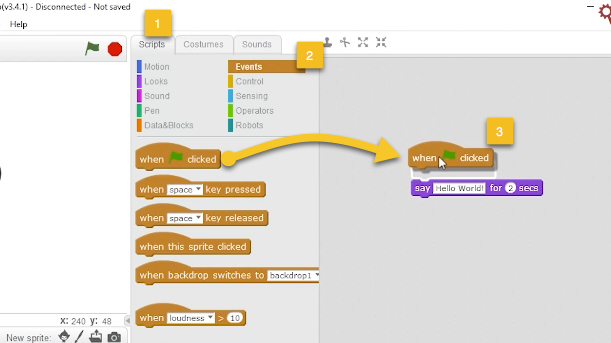 (v3.4.1) - Disconnected - Not saved
Help
1
Scripts
Costumes
Sounds
2
Motion
Events
Looks
Control
Sound
Sensing
Pen
Operators
Data&Blocks
Robots
3
when clicked
when clicked
say Hello World! for 2 secs
when space key pressed
when space key released
when this sprite clicked
when backdrop switches to backdrop1
when loudness > 10
x: 240 y: 48
New sprite: